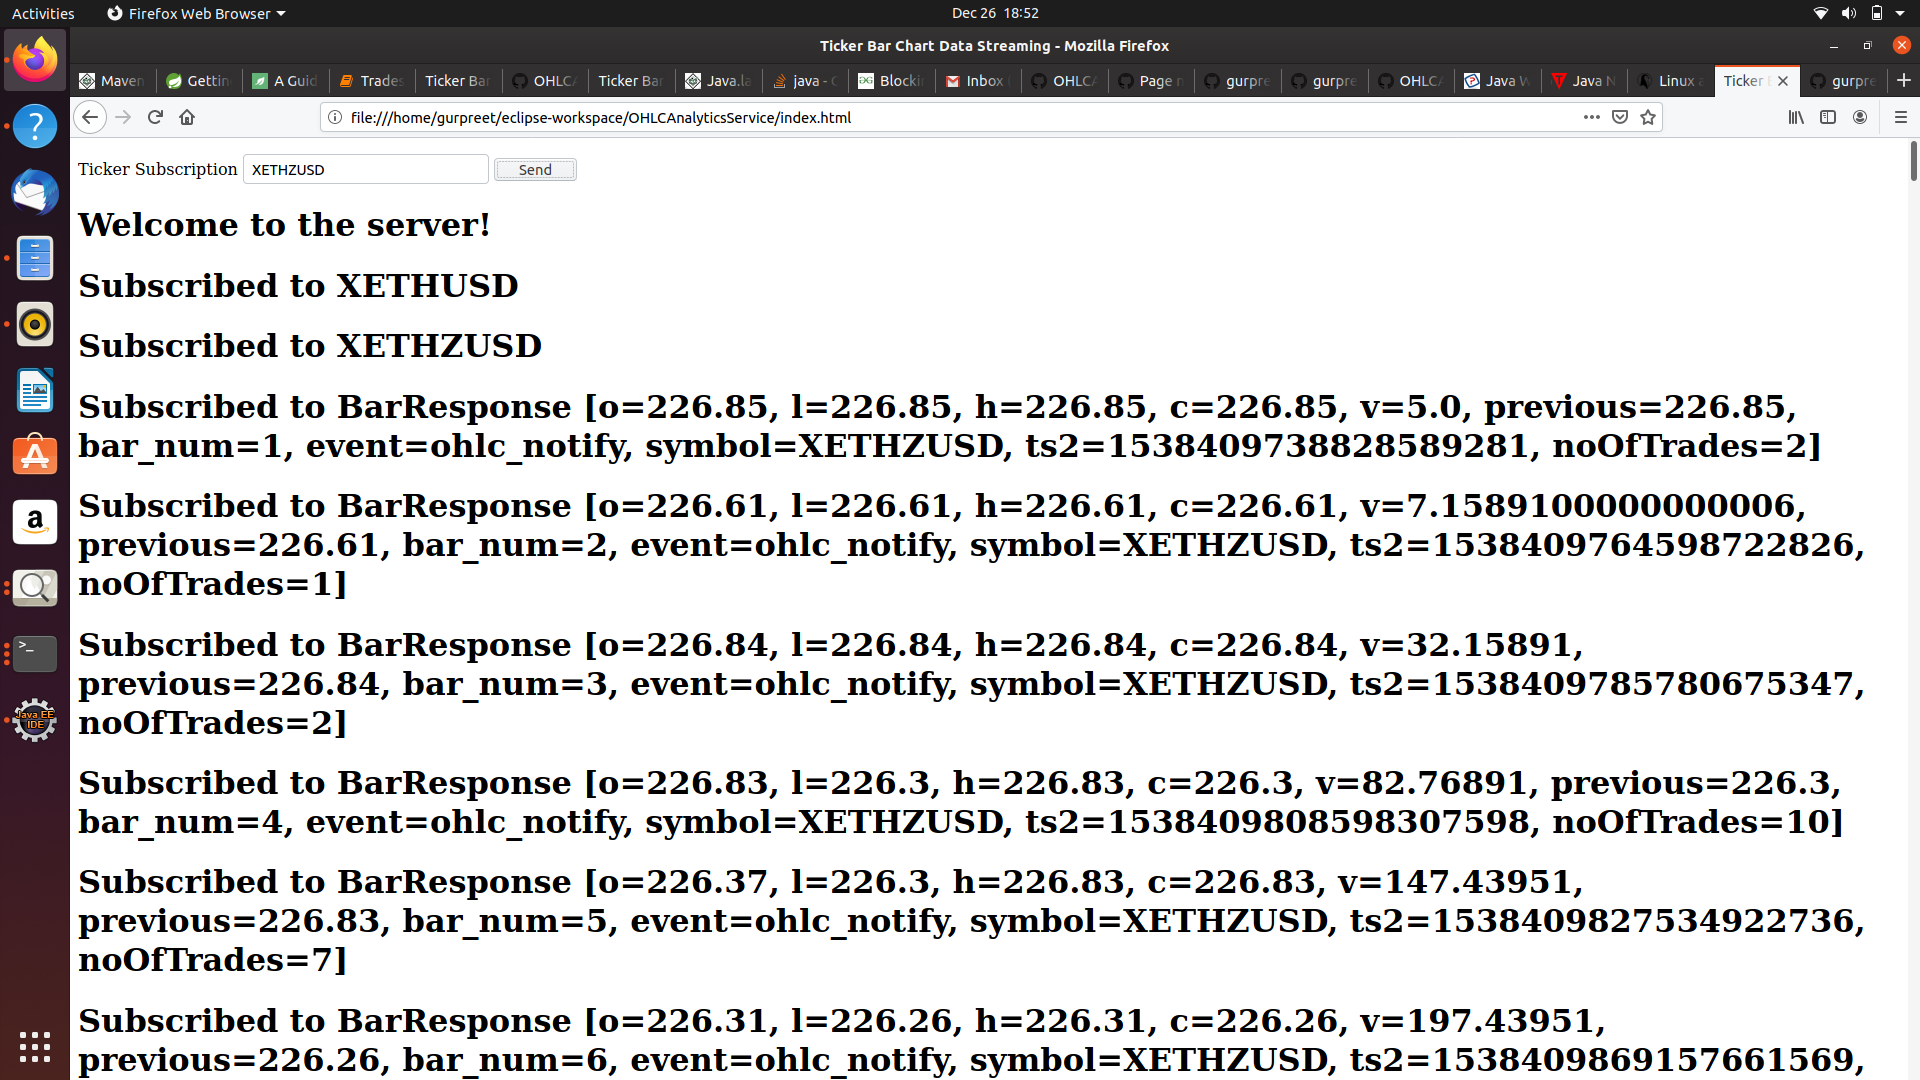 Activities Firefox Web Browser Dec 26 18:52
Ticker Bar Chart Data Streaming - Mozilla Firefox
Maven Gettin A Guid Trades Ticker Bar OHLCA Ticker Bar Java.la java - Blockin Inbox OHLCA Page n gurpre gurpre OHLCA Java Java N Linux Ticker gurpre
file:///home/gurpreet/eclipse-workspace/OHLCAnalyticsService/index.html
Ticker Subscription XETHZUSD Send
Welcome to the server!
Subscribed to XETHUSD
Subscribed to XETHZUSD
Subscribed to BarResponse [o=226.85, l=226.85, h=226.85, c=226.85, v=5.0, previous=226.85,
bar_num=1, event=ohlc_notify, symbol=XETHZUSD, ts2=1538409738828589281, noOfTrades=2]
Subscribed to BarResponse [o=226.61, l=226.61, h=226.61, c=226.61, v=7.1589100000000006,
previous=226.61, bar_num=2, event=ohlc_notify, symbol=XETHZUSD, ts2=1538409764598722826,
noOfTrades=1]
Subscribed to BarResponse [o=226.84, l=226.84, h=226.84, c=226.84, v=32.15891,
previous=226.84, bar_num=3, event=ohlc_notify, symbol=XETHZUSD, ts2=1538409785780675347,
noOfTrades=2]
Subscribed to BarResponse [o=226.83, l=226.3, h=226.83, c=226.3, v=82.76891, previous=226.3,
bar_num=4, event=ohlc_notify, symbol=XETHZUSD, ts2=1538409808598307598, noOfTrades=10]
Subscribed to BarResponse [o=226.37, l=226.3, h=226.83, c=226.83, v=147.43951,
previous=226.83, bar_num=5, event=ohlc_notify, symbol=XETHZUSD, ts2=1538409827534922736,
noOfTrades=7]
Subscribed to BarResponse [o=226.31, l=226.26, h=226.31, c=226.26, v=197.43951,
previous=226.26, bar_num=6, event=ohlc_notify, symbol=XETHZUSD, ts2=1538409869157661569,
Java EE
IDE